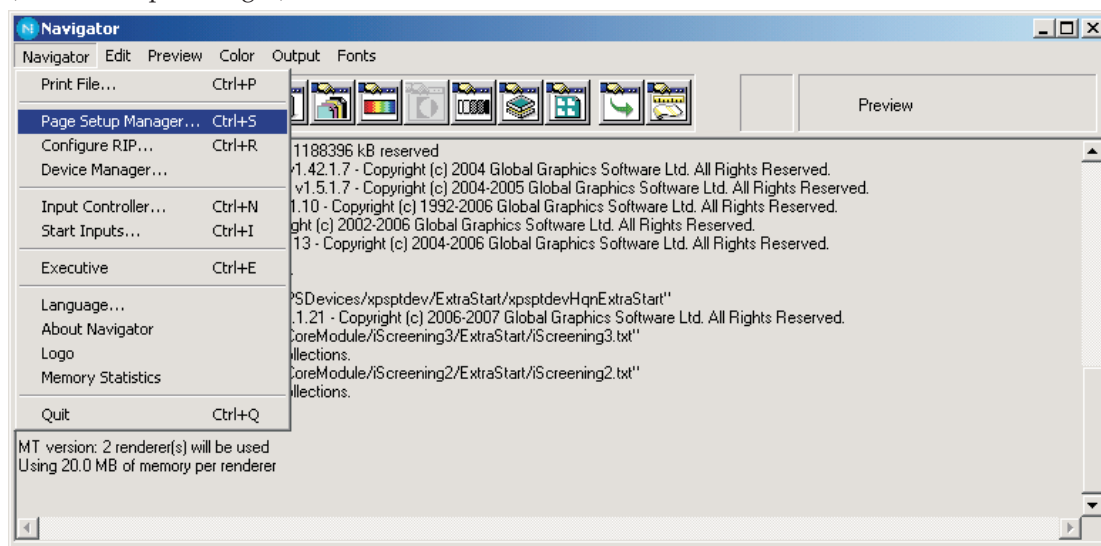 Navigator
Navigator Edit Preview Color Output Fonts
Print File... Ctrl+P
Page Setup Manager... Ctrl+S
Configure RIP... Ctrl+R
Device Manager...
Input Controller... Ctrl+N
Start Inputs... Ctrl+I
Executive Ctrl+E
Language...
About Navigator
Logo
Memory Statistics
Quit Ctrl+Q
Preview
1188396 kB reserved
v1.42.1.7 - Copyright (c) 2004 Global Graphics Software Ltd. All Rights Reserved.
v1.5.1.7 - Copyright (c) 2004-2005 Global Graphics Software Ltd. All Rights Reserved.
1.10 - Copyright (c) 1992-2006 Global Graphics Software Ltd. All Rights Reserved.
ght (c) 2002-2006 Global Graphics Software Ltd. All Rights Reserved.
13 - Copyright (c) 2004-2006 Global Graphics Software Ltd. All Rights Reserved.
PSDevices/xpsptdev/ExtraStart/xpsptdevHqnExtraStart"
.1.21 - Copyright (c) 2006-2007 Global Graphics Software Ltd. All Rights Reserved.
CoreModule/iScreening3/ExtraStart/iScreening3.txt"
llections.
CoreModule/iScreening2/ExtraStart/iScreening2.txt"
llections.
MT version: 2 renderer(s) will be used
Using 20.0 MB of memory per renderer